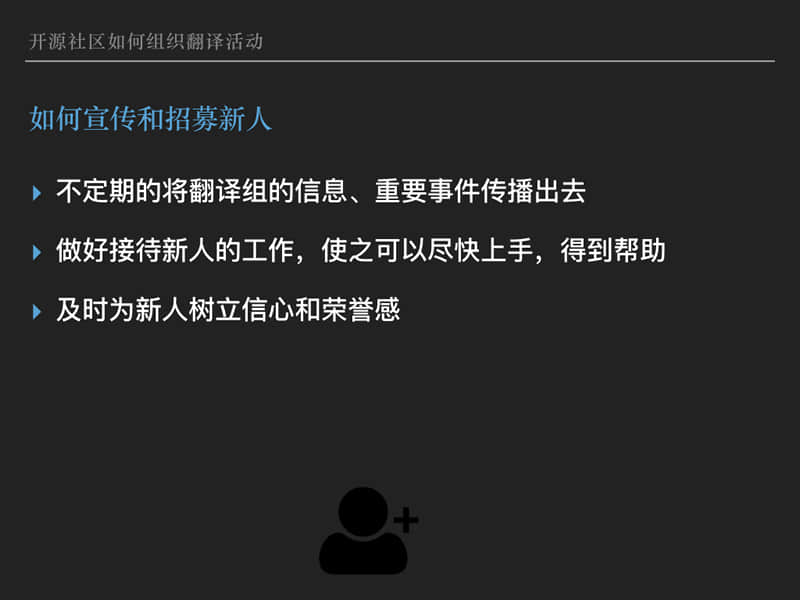 开源社区如何组织翻译活动
如何宣传和招募新人
不定期的将翻译组的信息、重要事件传播出去
做好接待新人的工作，使之可以尽快上手，得到帮助
及时为新人树立信心和荣誉感